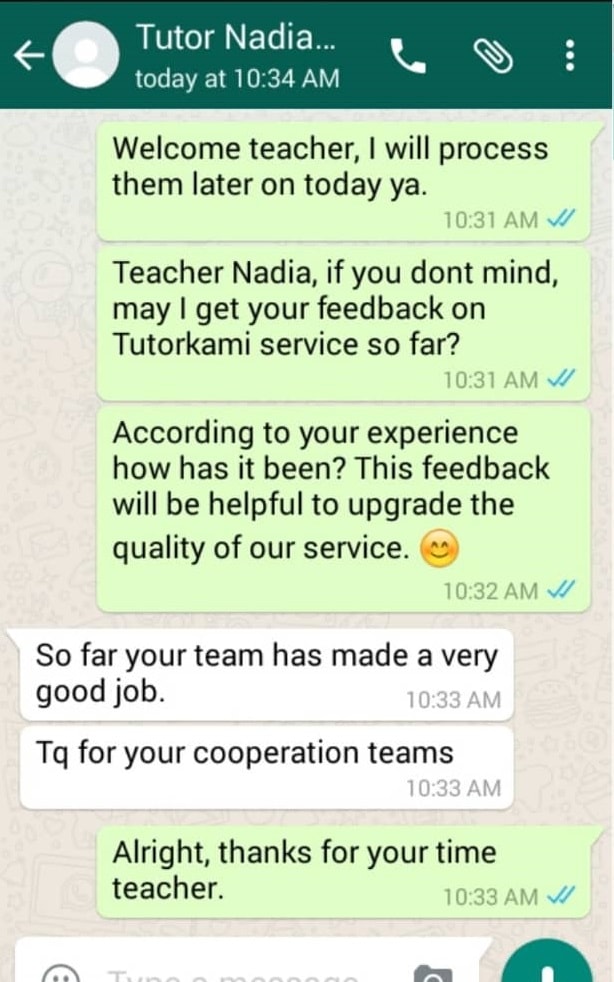 Tutor Nadia...
today at 10:34 AM
Welcome teacher, I will process
them later on today ya.
10:31 AM
Teacher Nadia, if you dont mind,
may I get your feedback on
Tutorkami service so far?
10:31 AM
According to your experience
how has it been? This feedback
will be helpful to upgrade the
quality of our service. 😊
10:32 AM
So far your team has made a very
good job.
10:33 AM
Tq for your cooperation teams
10:33 AM
Alright, thanks for your time
teacher.
10:33 AM
Type a message